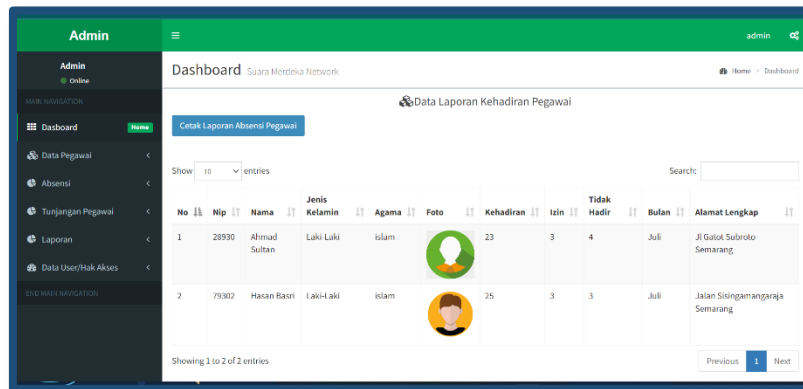 Admin
admin
Admin
Online
Dashboard Suara Merdeka Network
Home > Dashboard
MAIN NAVIGATION
Dasboard Home
Data Pegawai
Absensi
Tunjangan Pegawai
Laporan
Data User/Hak Akses
END MAIN NAVIGATION
Data Laporan Kehadiran Pegawai
Cetak Laporan Absensi Pegawai
Show 10 entries
Search:
No Nip Nama Jenis Kelamin Agama Foto Kehadiran Izin Tidak Hadir Bulan Alamat Lengkap
1 28930 Ahmad Sultan Laki-Laki islam 23 3 4 Juli Jl Gatot Subroto Semarang
2 79302 Hasan Basri Laki-Laki islam 25 3 3 Juli Jalan Sisingamangaraja Semarang
Showing 1 to 2 of 2 entries
Previous 1 Next